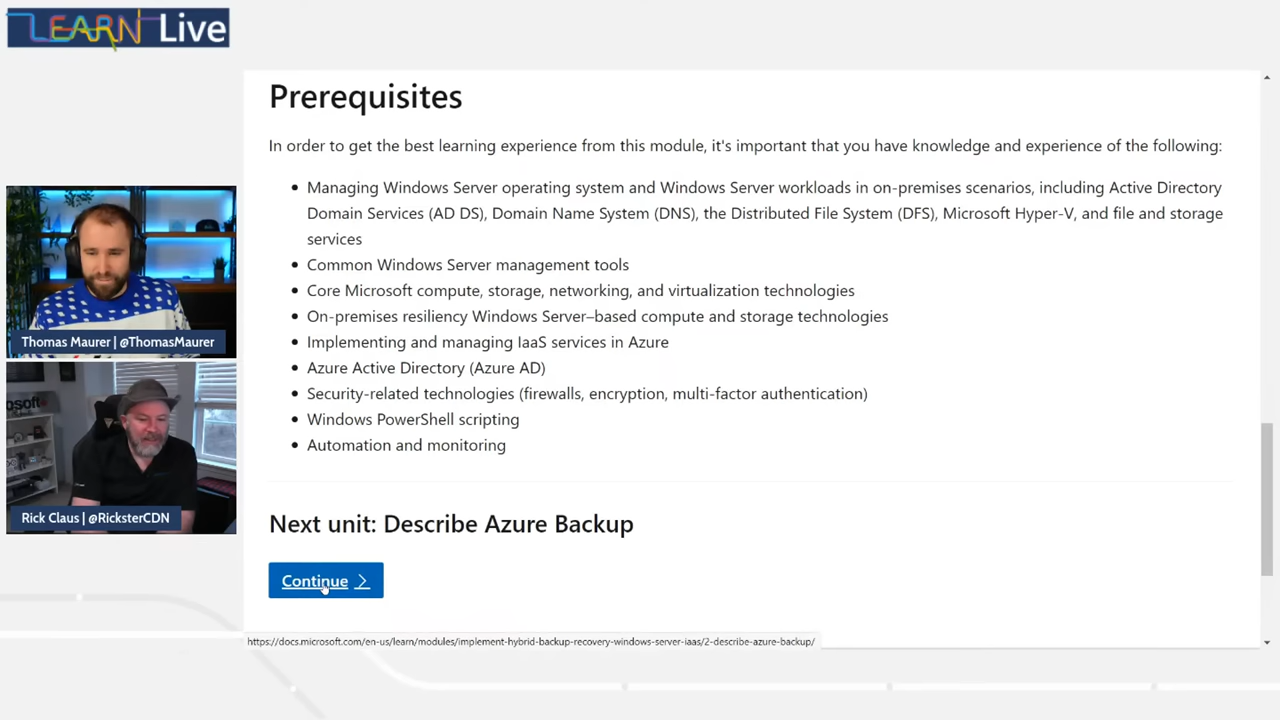 LEARN Live
Prerequisites
In order to get the best learning experience from this module, it's important that you have knowledge and experience of the following:
Managing Windows Server operating system and Windows Server workloads in on-premises scenarios, including Active Directory
Domain Services (AD DS), Domain Name System (DNS), the Distributed File System (DFS), Microsoft Hyper-V, and file and storage
services
Common Windows Server management tools
Core Microsoft compute, storage, networking, and virtualization technologies
On-premises resiliency Windows Server–based compute and storage technologies
Implementing and managing IaaS services in Azure
Azure Active Directory (Azure AD)
Security-related technologies (firewalls, encryption, multi-factor authentication)
Windows PowerShell scripting
Automation and monitoring
Next unit: Describe Azure Backup
Continue
https://docs.microsoft.com/en-us/learn/modules/implement-hybrid-backup-recovery-windows-server-iaas/2-describe-azure-backup/
Thomas Maurer | @ThomasMaurer
Rick Claus | @RicksterCDN